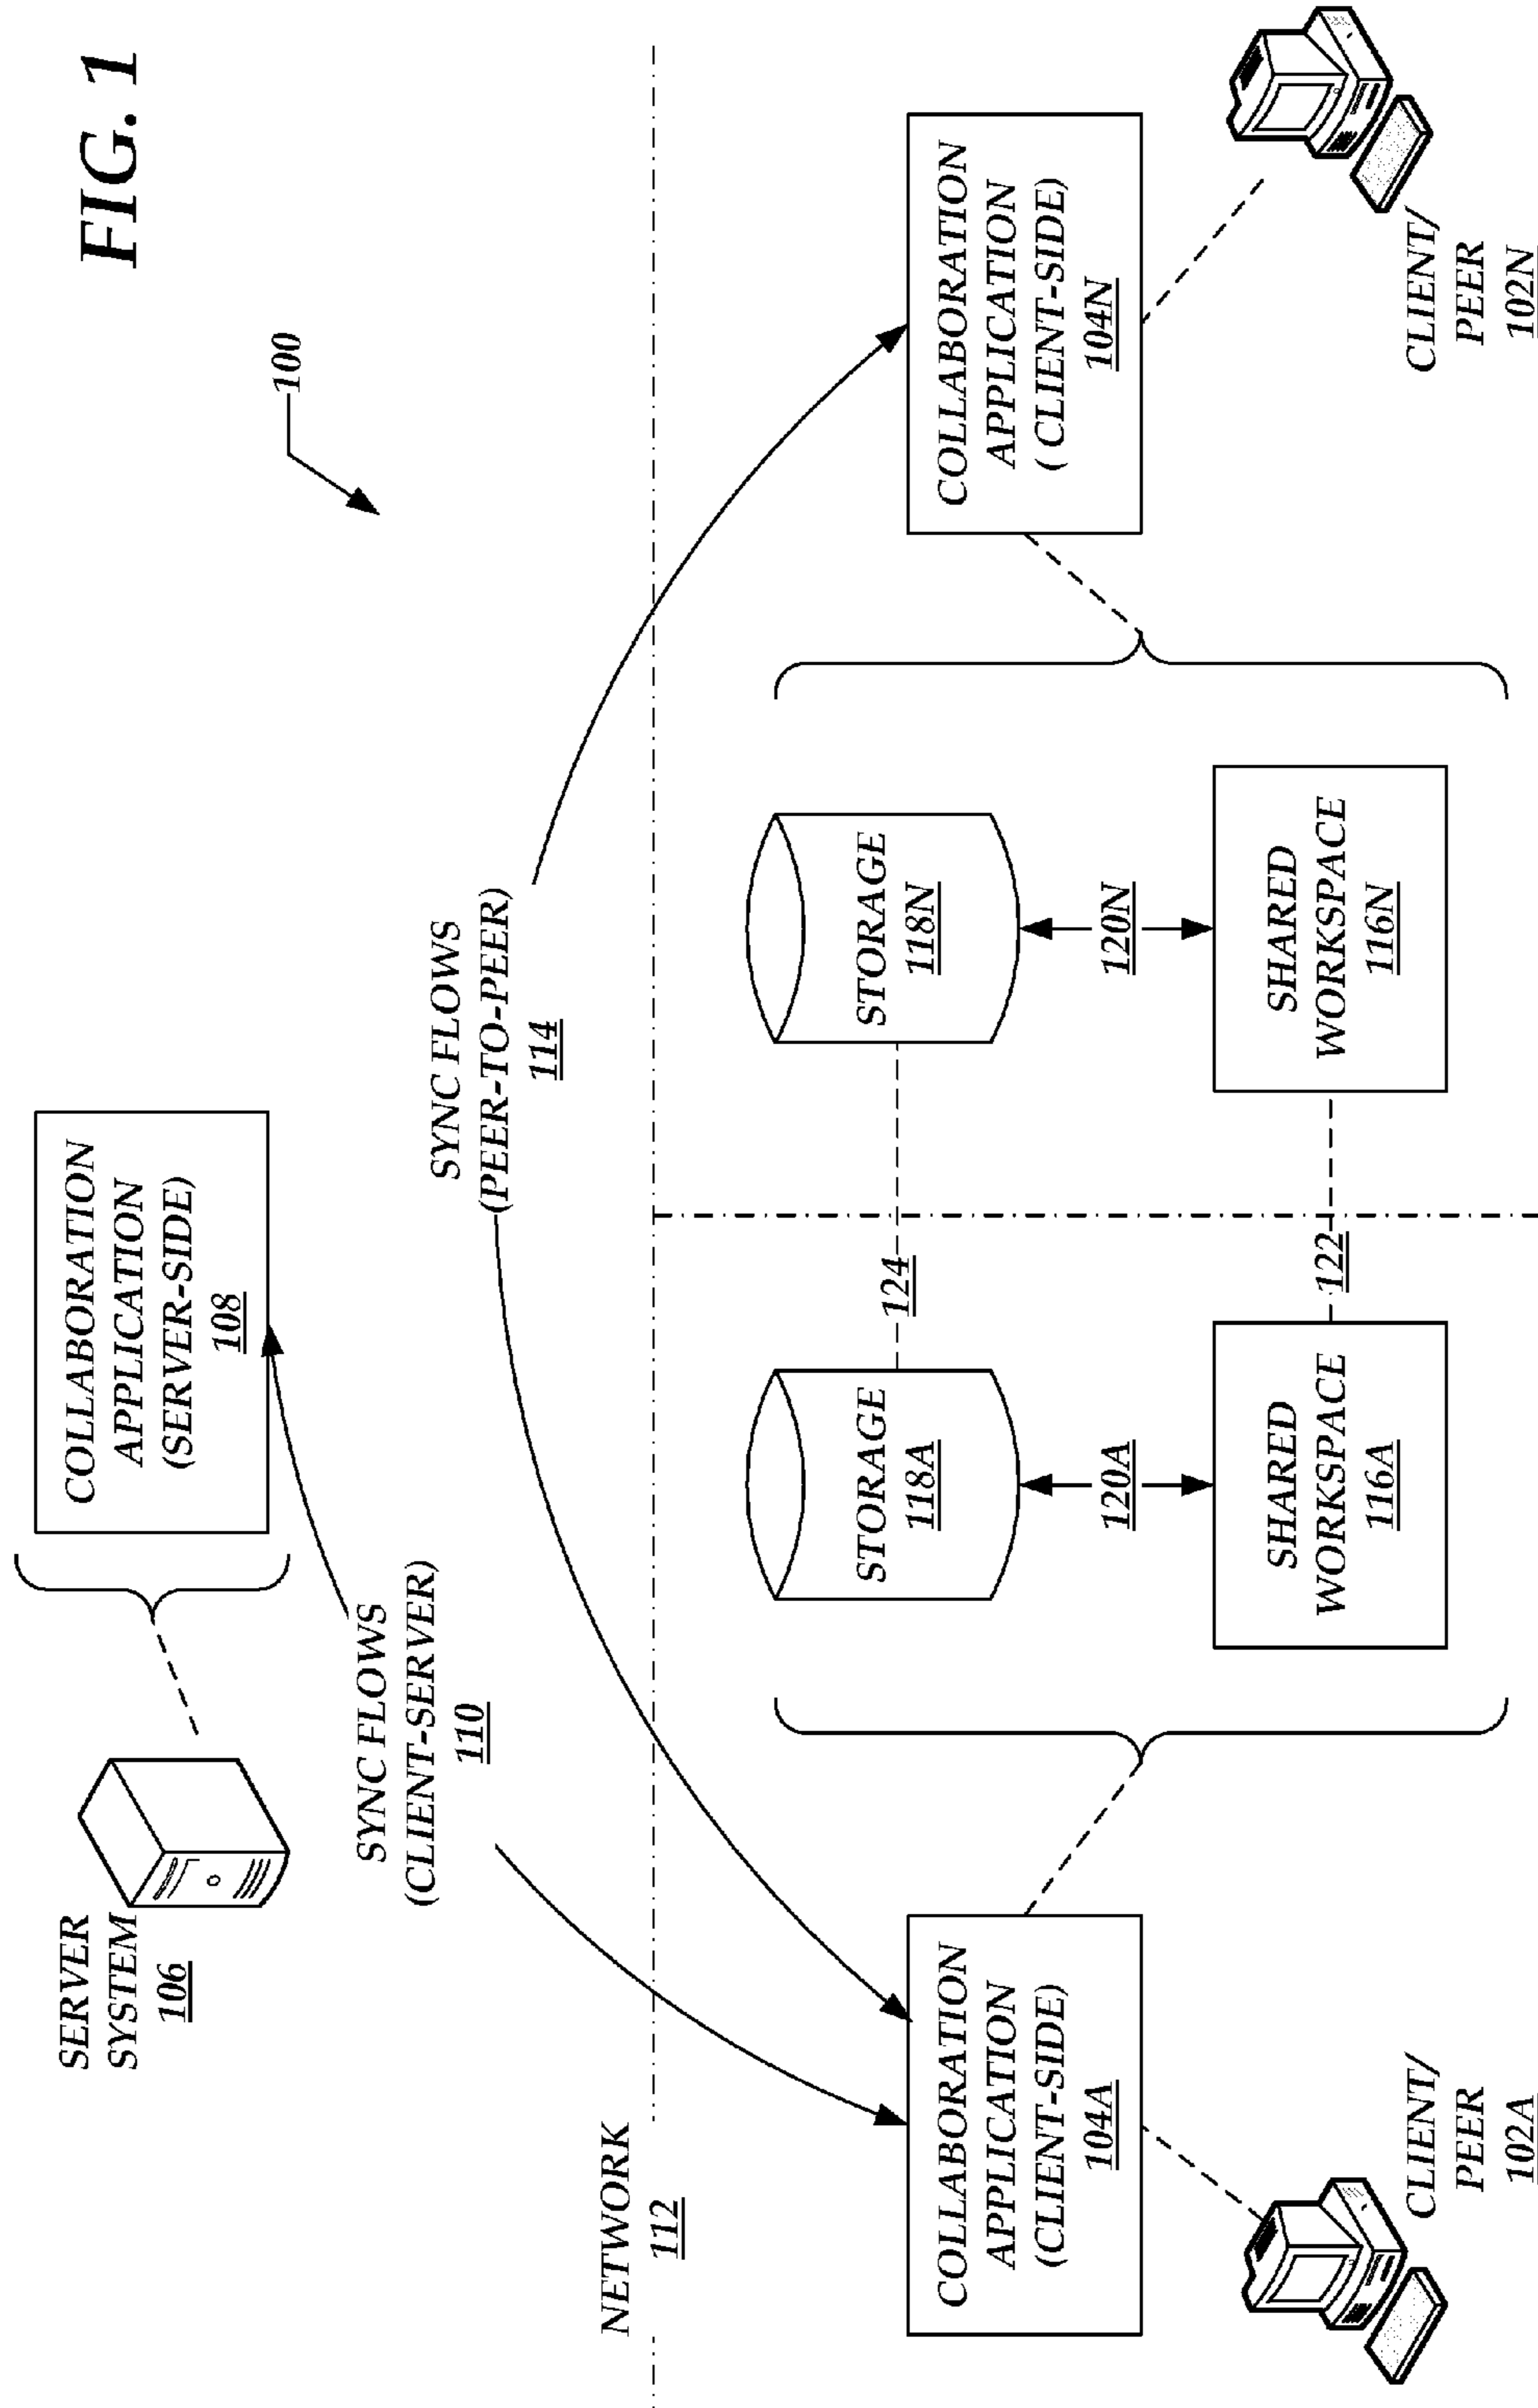 FIG. 1
100
SERVER
SYSTEM
106
COLLABORATION
APPLICATION
(SERVER-SIDE)
108
SYNC FLOWS
(CLIENT-SERVER)
110
SYNC FLOWS
(PEER-TO-PEER)
114
NETWORK
112
COLLABORATION
APPLICATION
(CLIENT-SIDE)
104A
STORAGE
118A
124
STORAGE
118N
COLLABORATION
APPLICATION
(CLIENT-SIDE)
104N
120A
120N
SHARED
WORKSPACE
116A
122
SHARED
WORKSPACE
116N
CLIENT/
PEER
102A
CLIENT/
PEER
102N